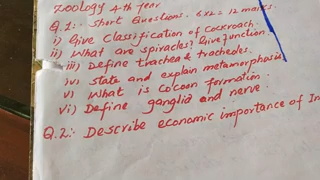 Zoology 4th Year
Q.1:- Short Questions. 6x2=12 marks.
i) Give Classification of Cockroach.
ii) What are spiracles? Give function.
iii) Define trachea & tracheoles.
iv) state and explain metamorphosis
v) What is Cocoon formation.
vi) Define ganglia and nerve.
Q.2:- Describe economic importance of In